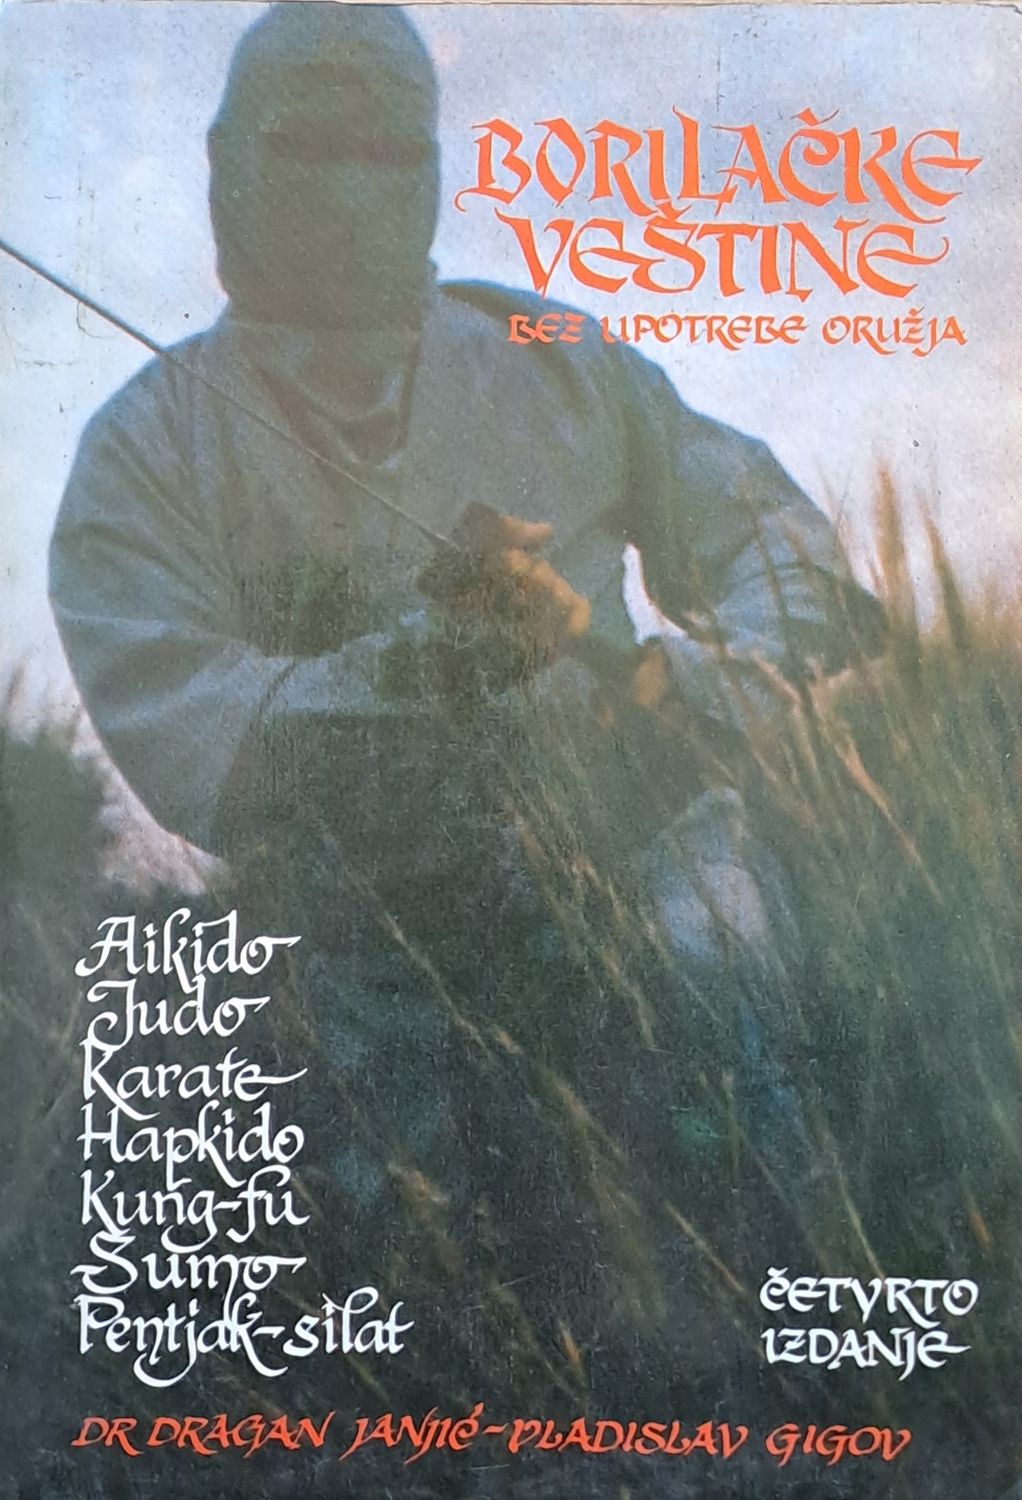 BORILAČKE
VEŠTINE
BEZ UPOTREBE ORUŽJA
Aikido
Judo
Karate
Hapkido
Kung-fu
Sumo
Pentjak-silat
ČETVRTO
IZDANJE
DR DRAGAN JANJIĆ-VLADISLAV GIGOV